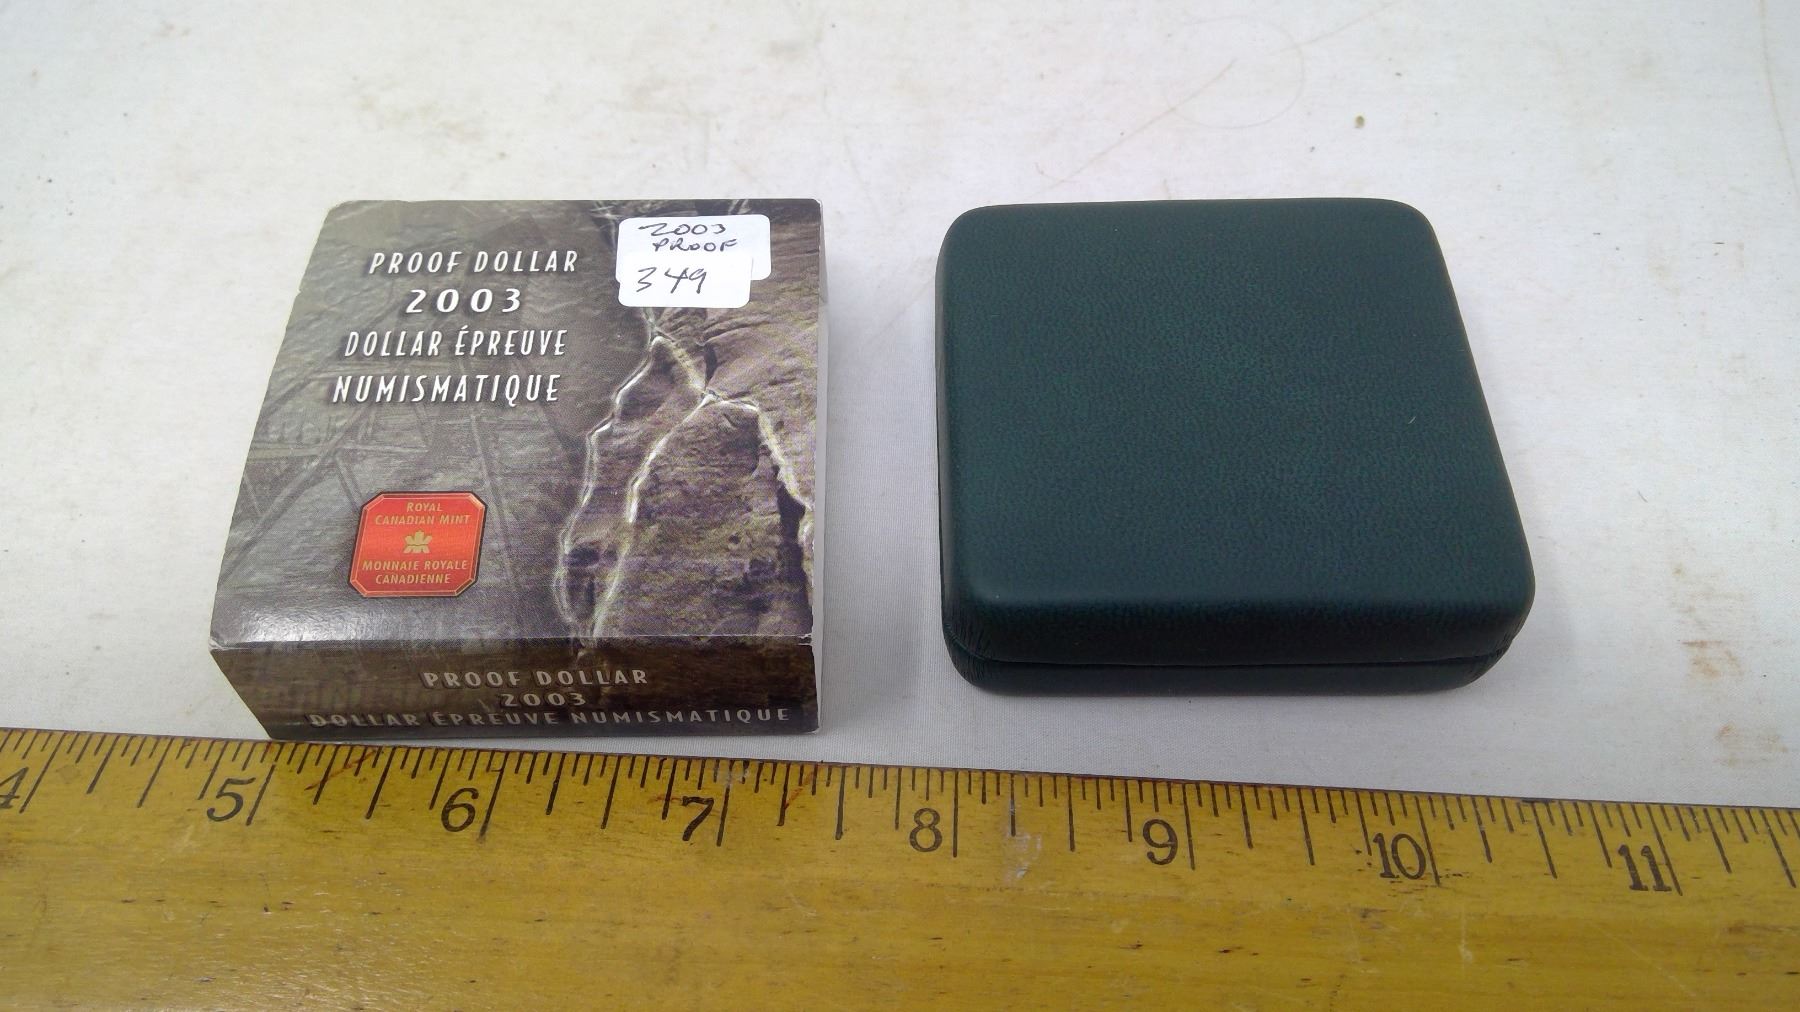 PROOF DOLLAR
2003
DOLLAR ÉPREUVE
NUMISMATIQUE
2003
PROOF
349
ROYAL
CANADIAN MINT
MONNAIE ROYALE
CANADIENNE
PROOF DOLLAR
2003
DOLLAR ÉPREUVE NUMISMATIQUE
4 5 6 7 8 9 10 11